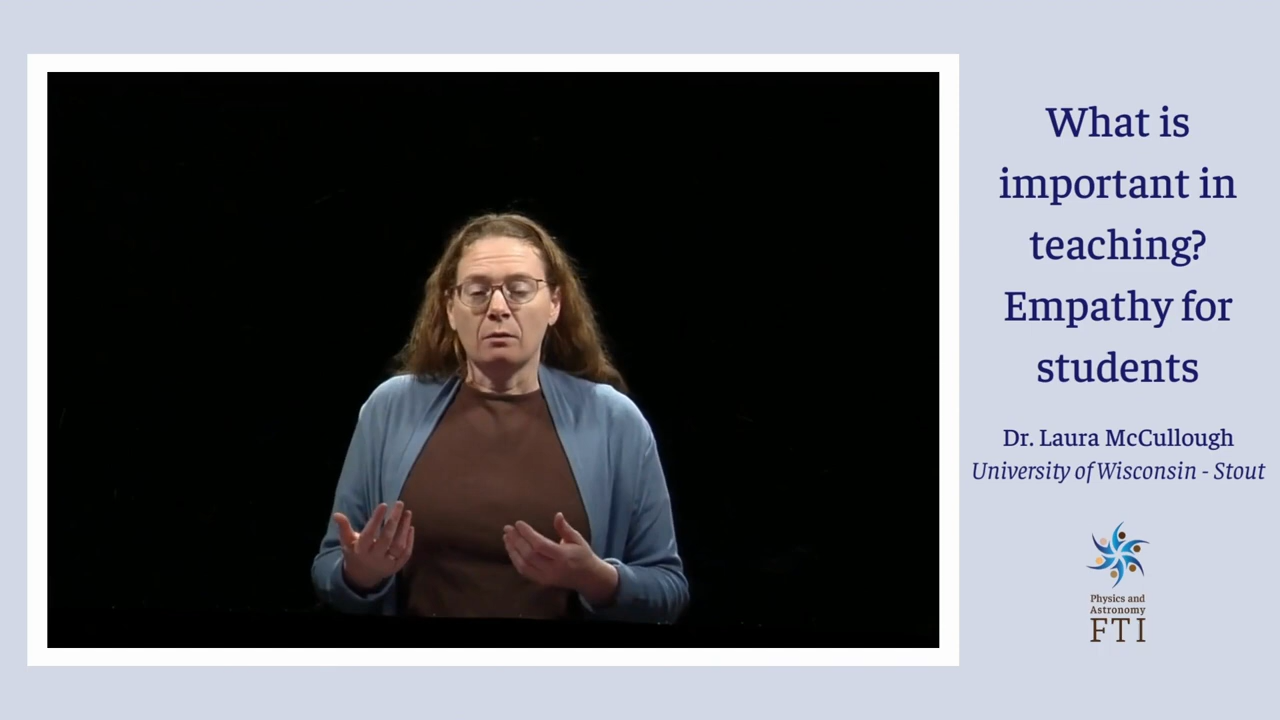 What is
important in
teaching?
Empathy for
students
Dr. Laura McCullough
University of Wisconsin - Stout
Physics and
Astronomy
FTI